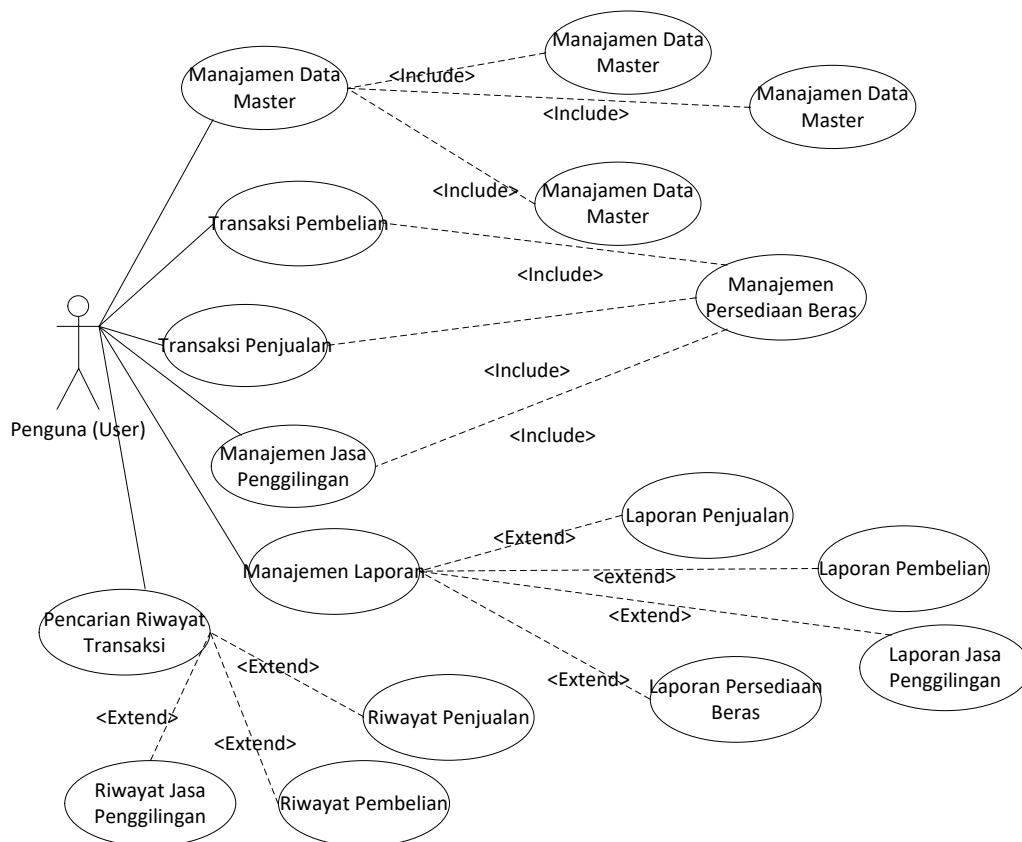 Manajamen Data
Master
<Include>
Manajamen Data
Master
<Include>
Manajamen Data
Master
<Include>
Manajamen Data
Master
Transaksi Pembelian
<Include>
Manajemen
Persediaan Beras
Transaksi Penjualan
<Include>
Penguna (User)
Manajemen Jasa
Penggilingan
<Include>
Manajemen Laporan
<Extend>
Laporan Penjualan
<extend>
Laporan Pembelian
<Extend>
Laporan Jasa
Penggilingan
<Extend>
Laporan Persediaan
Beras
Pencarian Riwayat
Transaksi
<Extend>
Riwayat Penjualan
<Extend>
<Extend>
Riwayat Jasa
Penggilingan
Riwayat Pembelian